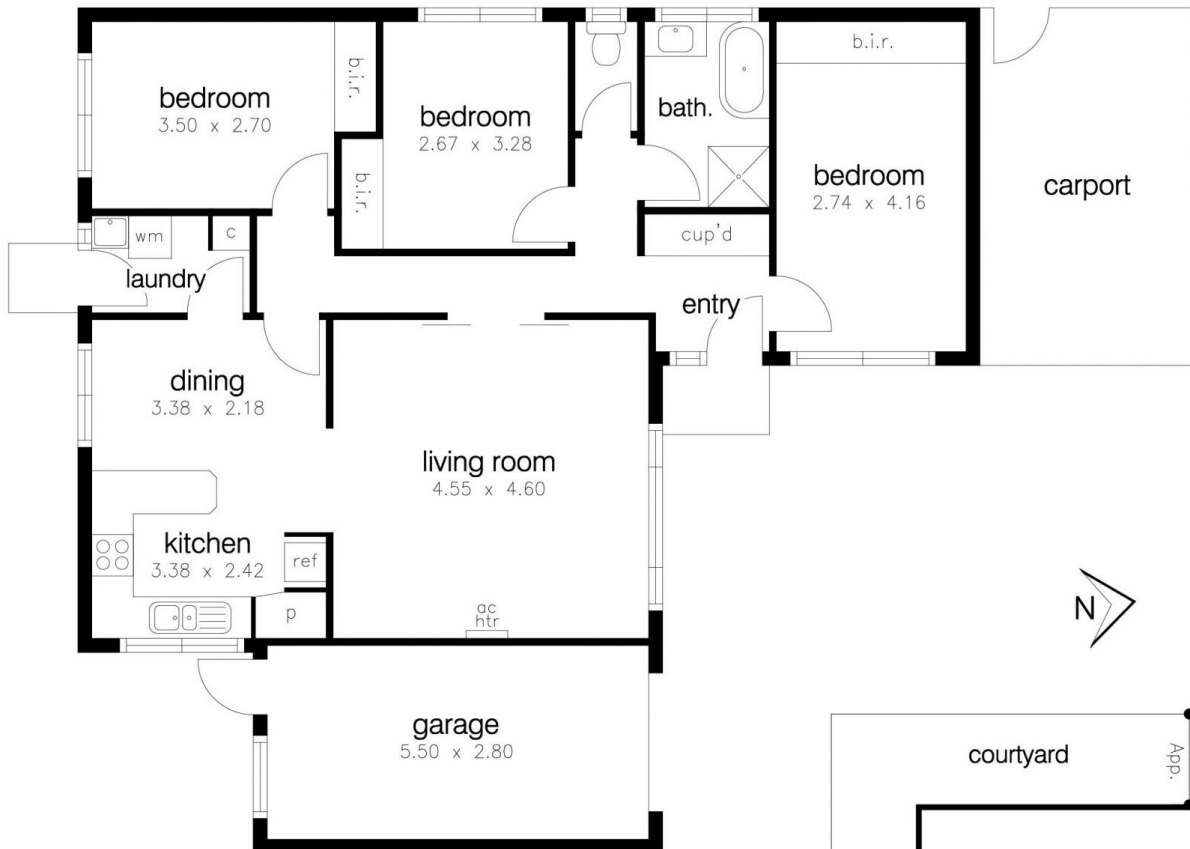 b.i.r.
bedroom
3.50 x 2.70
b.i.r.
bedroom
2.67 x 3.28
b.i.r.
bath.
bedroom
2.74 x 4.16
carport
wm
c
laundry
cup'd
entry
dining
3.38 x 2.18
living room
4.55 x 4.60
kitchen
3.38 x 2.42
ref
p
ac
htr
N
garage
5.50 x 2.80
courtyard
App.